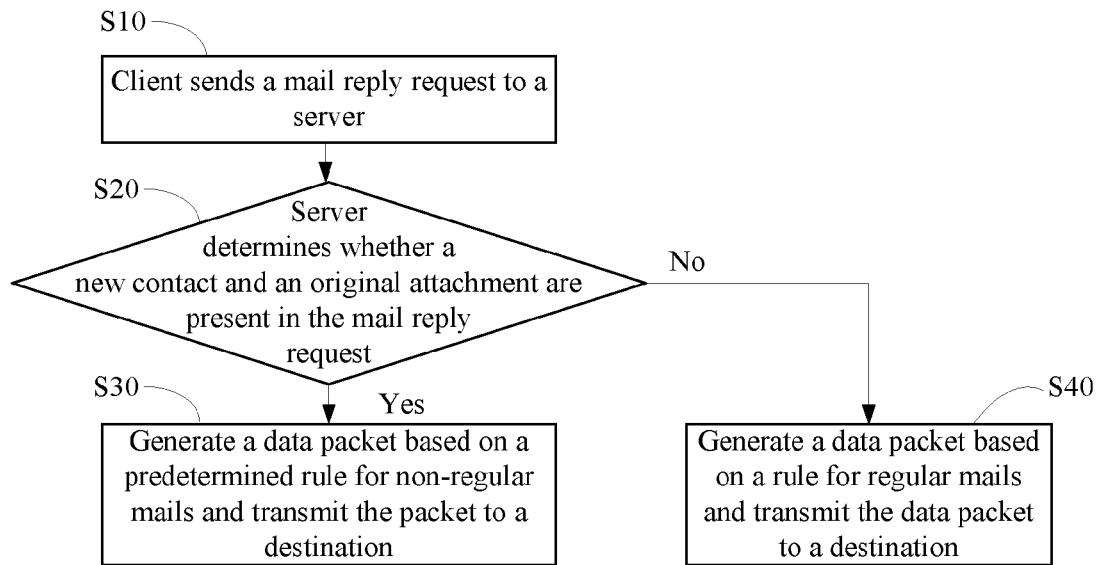 S10
Client sends a mail reply request to a
server
S20
Server
determines whether a
new contact and an original attachment are
present in the mail reply
request
No
S30
Yes
S40
Generate a data packet based on a
predetermined rule for non-regular
mails and transmit the packet to a
destination
Generate a data packet based
on a rule for regular mails
and transmit the data packet
to a destination